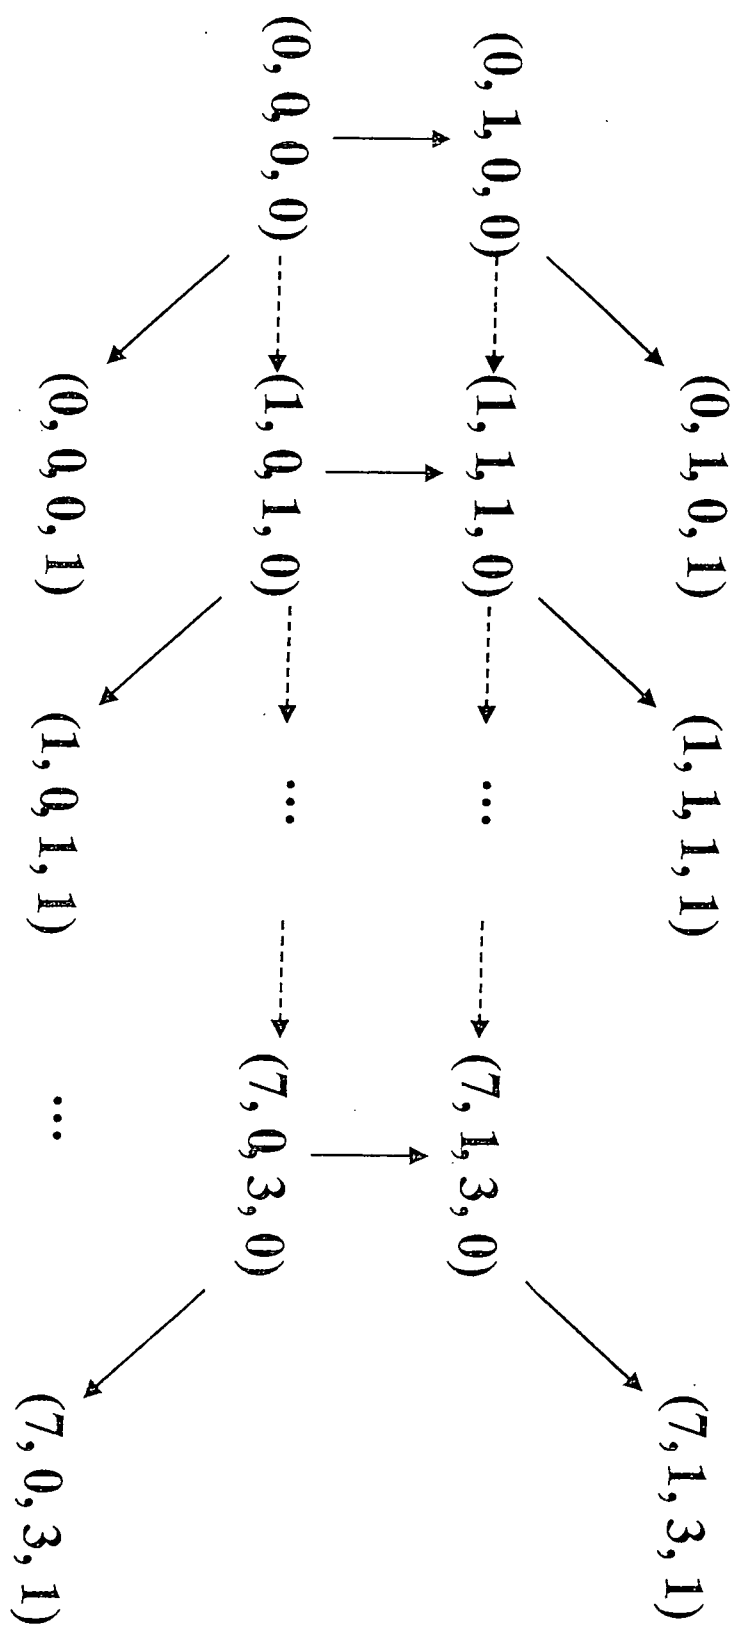 (0, 1, 0, 1) (1, 1, 1, 1) (7, 1, 3, 1)
(0, 1, 0, 0) (1, 1, 1, 0) ... (7, 1, 3, 0)
(0, 0, 0, 0) (1, 0, 1, 0) ... (7, 0, 3, 0)
(0, 0, 0, 1) (1, 0, 1, 1) ... (7, 0, 3, 1)